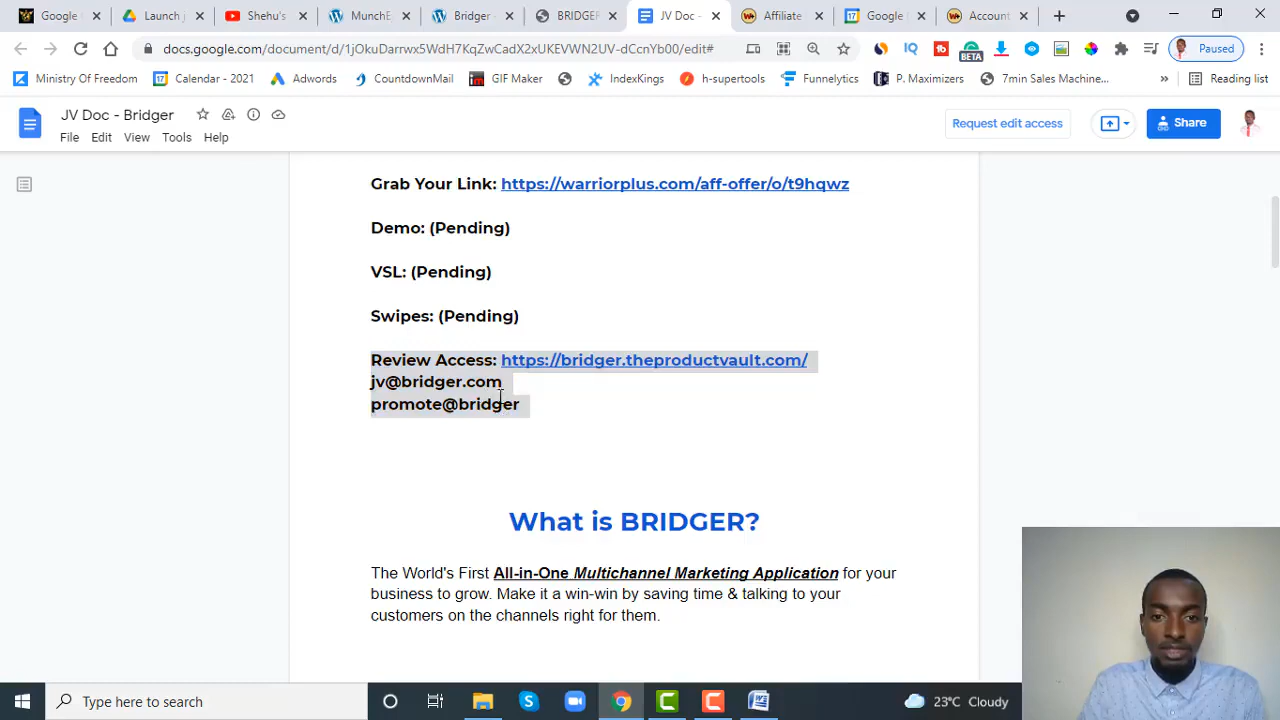 Google
Launch j
Shehu's
MunchE
Bridger -
BRIDGER
JV Doc -
Affiliate
Google
Account
docs.google.com/document/d/1jOkuDarrwx5WdH7KqZwCadX2xUKEVWN2UV-dCcnYb00/edit#
IQ
BETA
Paused
Ministry Of Freedom
Calendar - 2021
Adwords
CountdownMail
GIF Maker
IndexKings
h-supertools
Funnelytics
P. Maximizers
7min Sales Machine...
»
Reading list
JV Doc - Bridger
File Edit View Tools Help
Request edit access
Share
Grab Your Link: https://warriorplus.com/aff-offer/o/t9hqwz
Demo: (Pending)
VSL: (Pending)
Swipes: (Pending)
Review Access: https://bridger.theproductvault.com/
jv@bridger.com
promote@bridger
What is BRIDGER?
The World's First All-in-One Multichannel Marketing Application for your
business to grow. Make it a win-win by saving time & talking to your
customers on the channels right for them.
Type here to search
23°C Cloudy